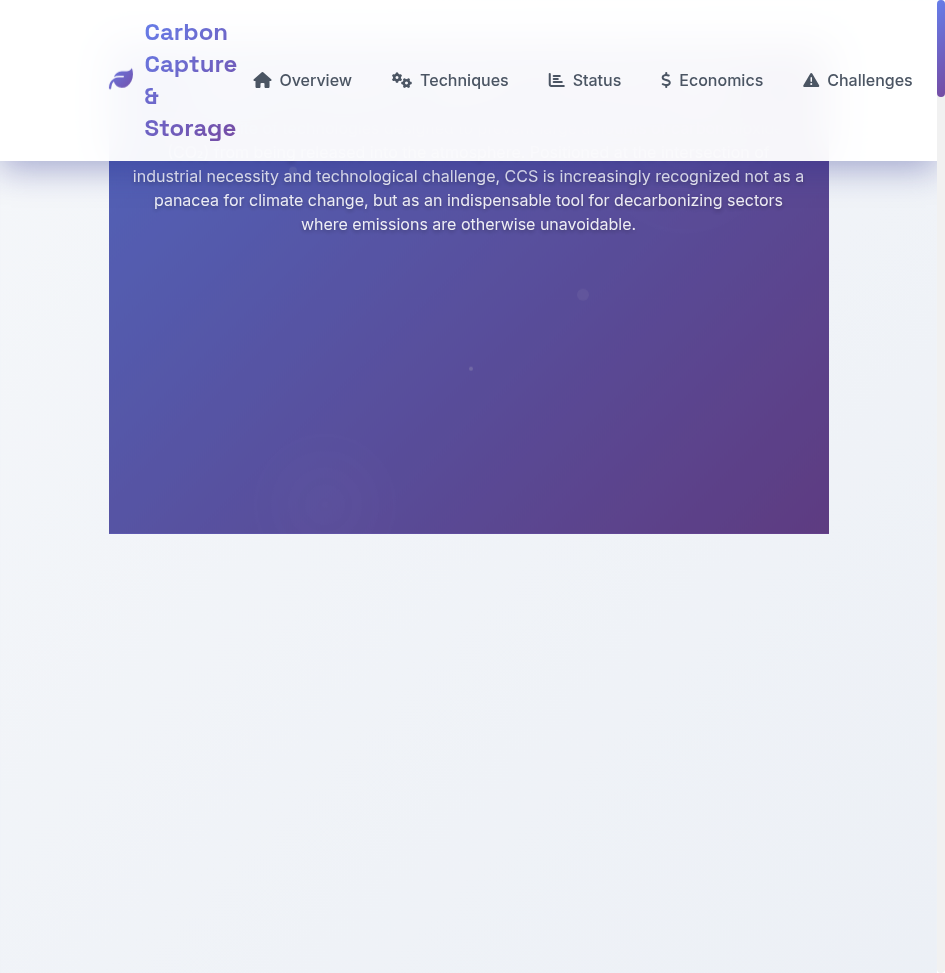 Carbon
Capture
&
Storage
Overview
Techniques
Status
Economics
Challenges
industrial necessity and technological challenge, CCS is increasingly recognized not as a
panacea for climate change, but as an indispensable tool for decarbonizing sectors
where emissions are otherwise unavoidable.